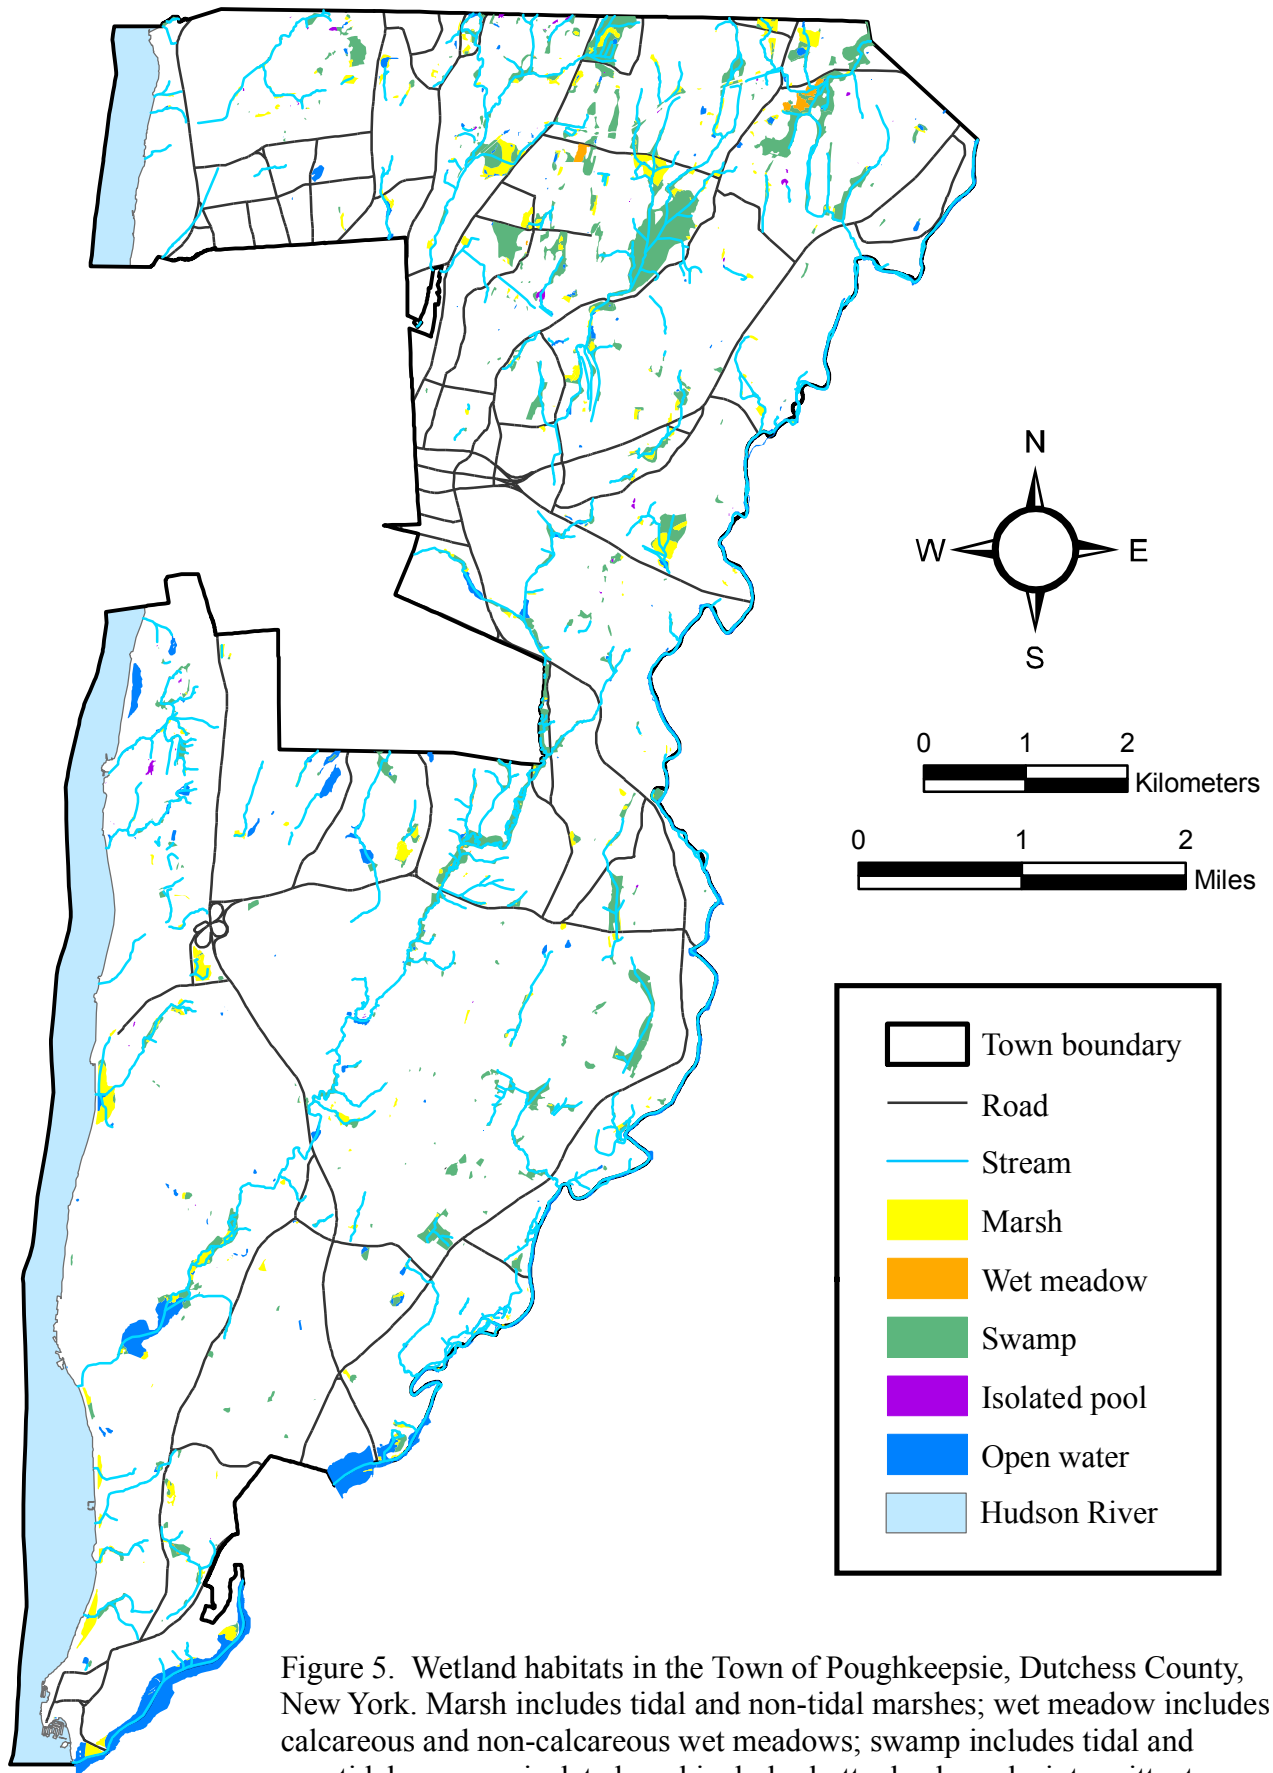 N
W E
S
0 1 2
Kilometers
0 1 2
Miles
Town boundary
Road
Stream
Marsh
Wet meadow
Swamp
Isolated pool
Open water
Hudson River
Figure 5. Wetland habitats in the Town of Poughkeepsie, Dutchess County,
New York. Marsh includes tidal and non-tidal marshes; wet meadow includes
calcareous and non-calcareous wet meadows; swamp includes tidal and